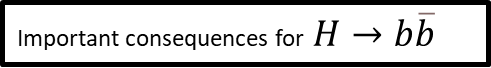 Important consequences for H → bb̅